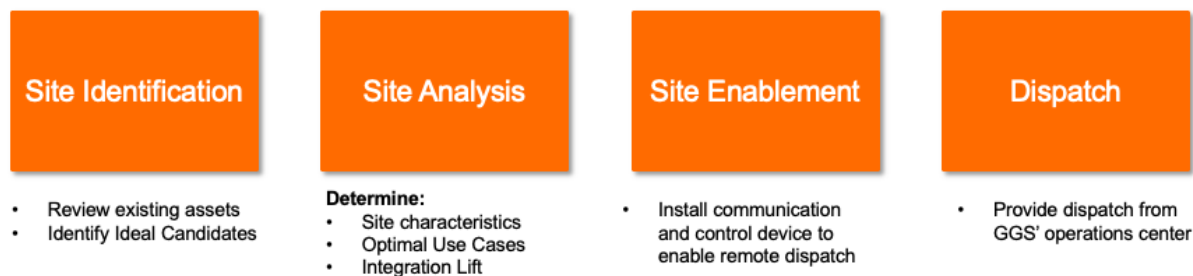 Site Identification
• Review existing assets
• Identify Ideal Candidates
Site Analysis
Determine:
• Site characteristics
• Optimal Use Cases
• Integration Lift
Site Enablement
• Install communication
and control device to
enable remote dispatch
Dispatch
• Provide dispatch from
GGS' operations center